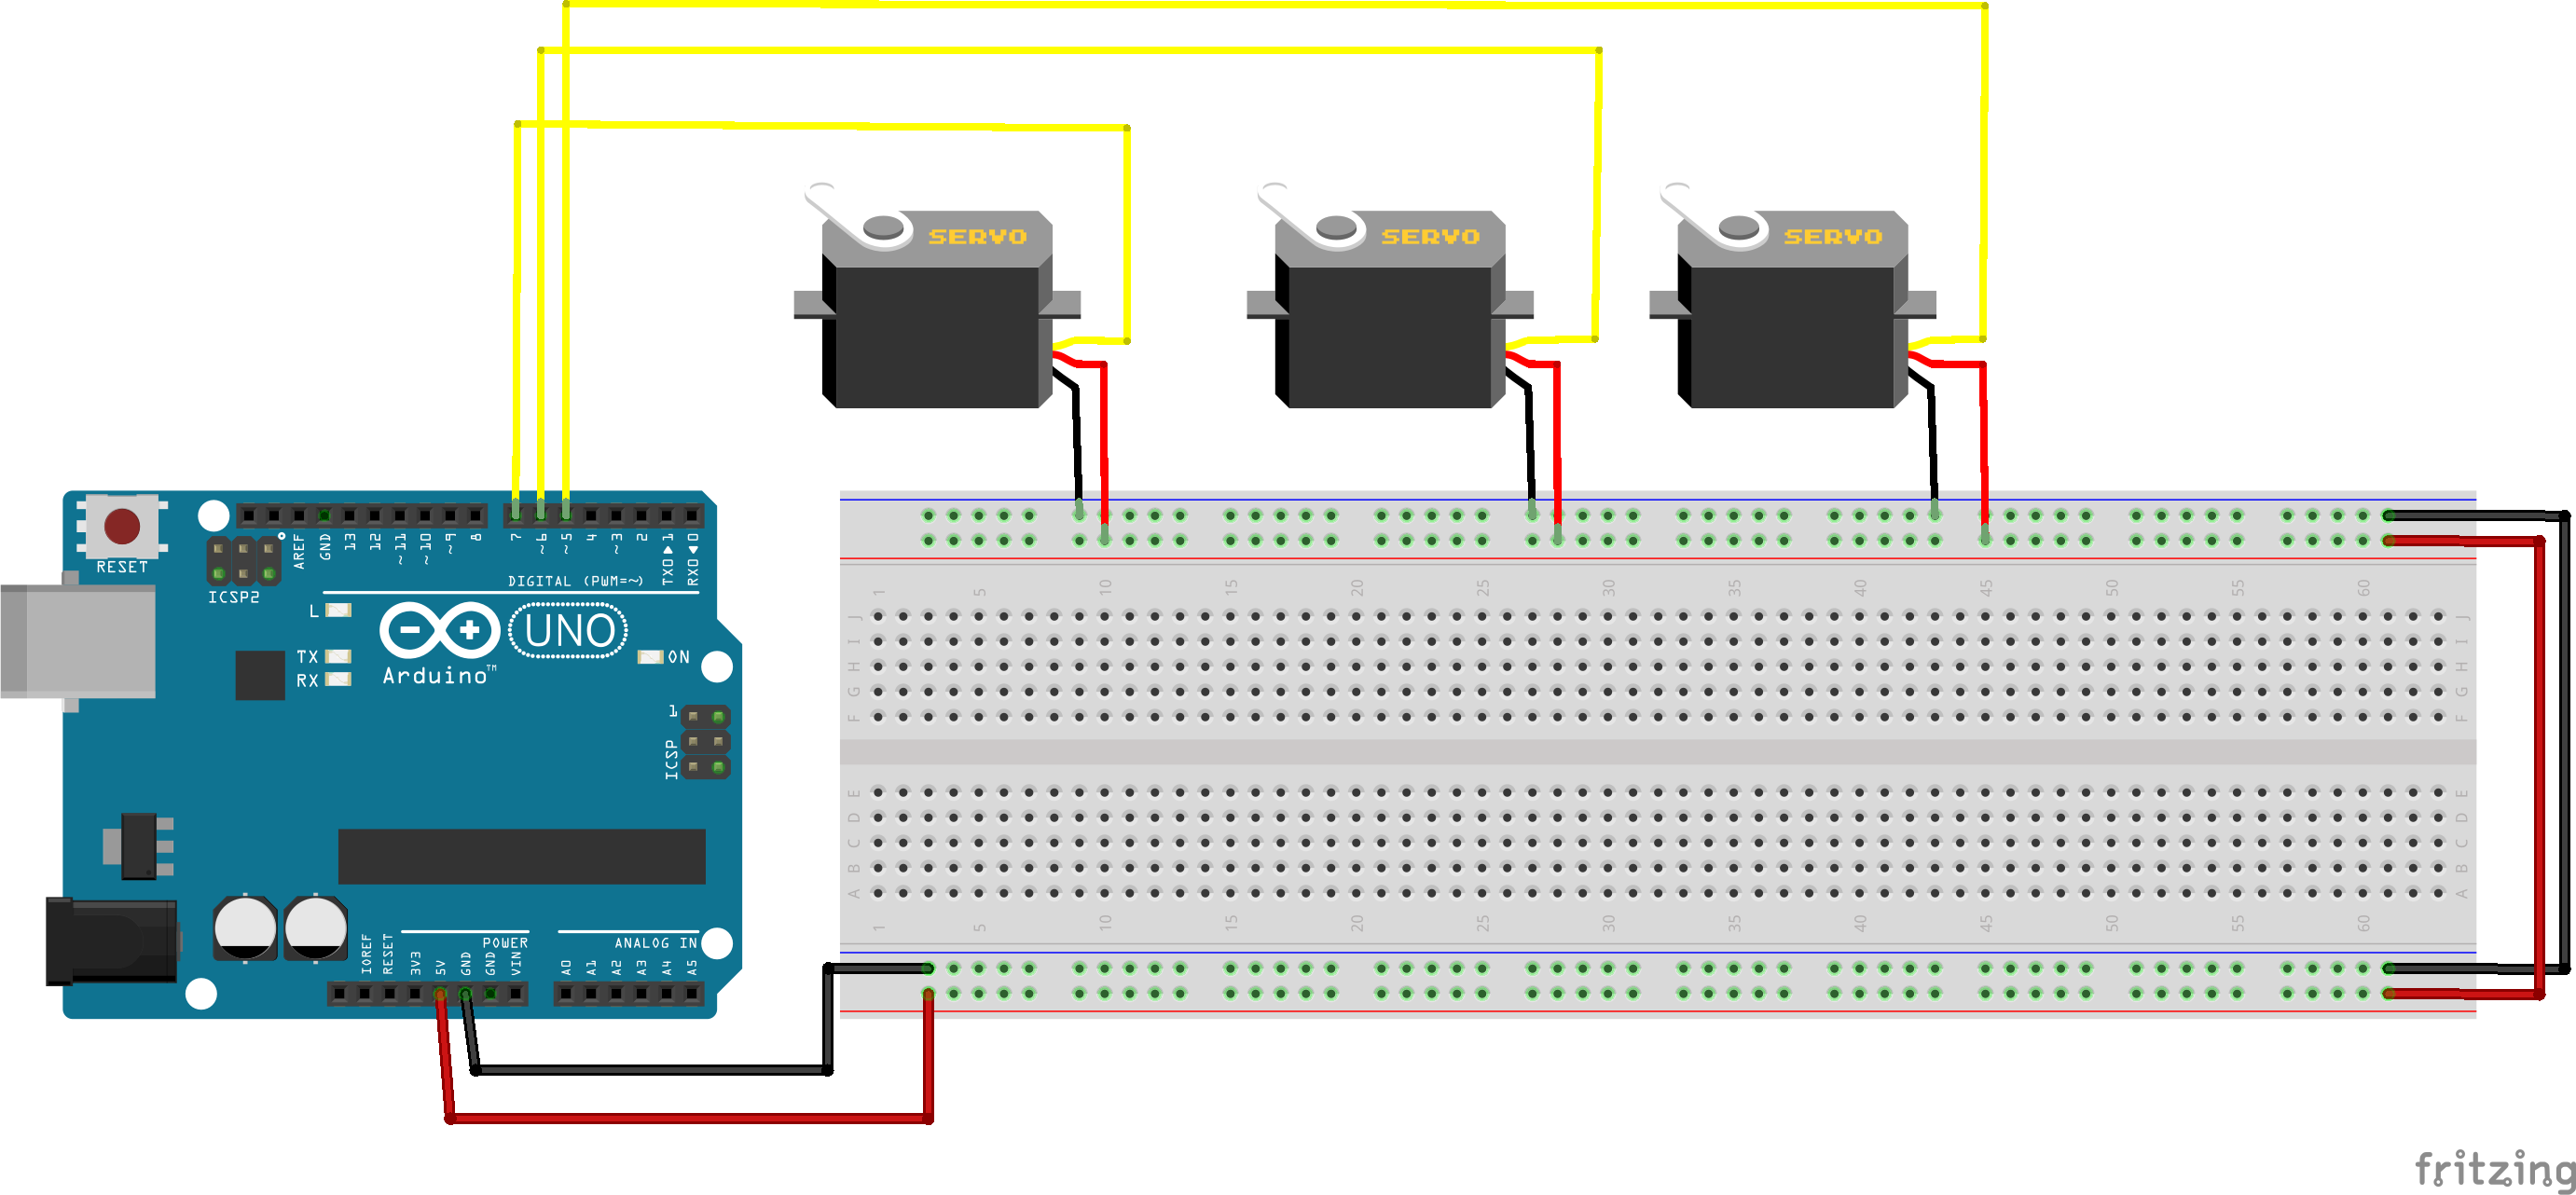 SERVO
SERVO
SERVO
RESET
ICSP2
AREF
GND
13
12
~11
~10
~9
8
7
~6
~5
4
~3
2
TX0▶1
RX0◀0
DIGITAL (PWM=~)
L
TX
RX
UNO
Arduino™
ON
1
ICSP
IOREF
RESET
3V3
5V
GND
GND
VIN
POWER
A0
A1
A2
A3
A4
A5
ANALOG IN
1 5 10 15 20 25 30 35 40 45 50 55 60
J J
I I
H H
G G
F F
E E
D D
C C
B B
A A
1 5 10 15 20 25 30 35 40 45 50 55 60
fritzing